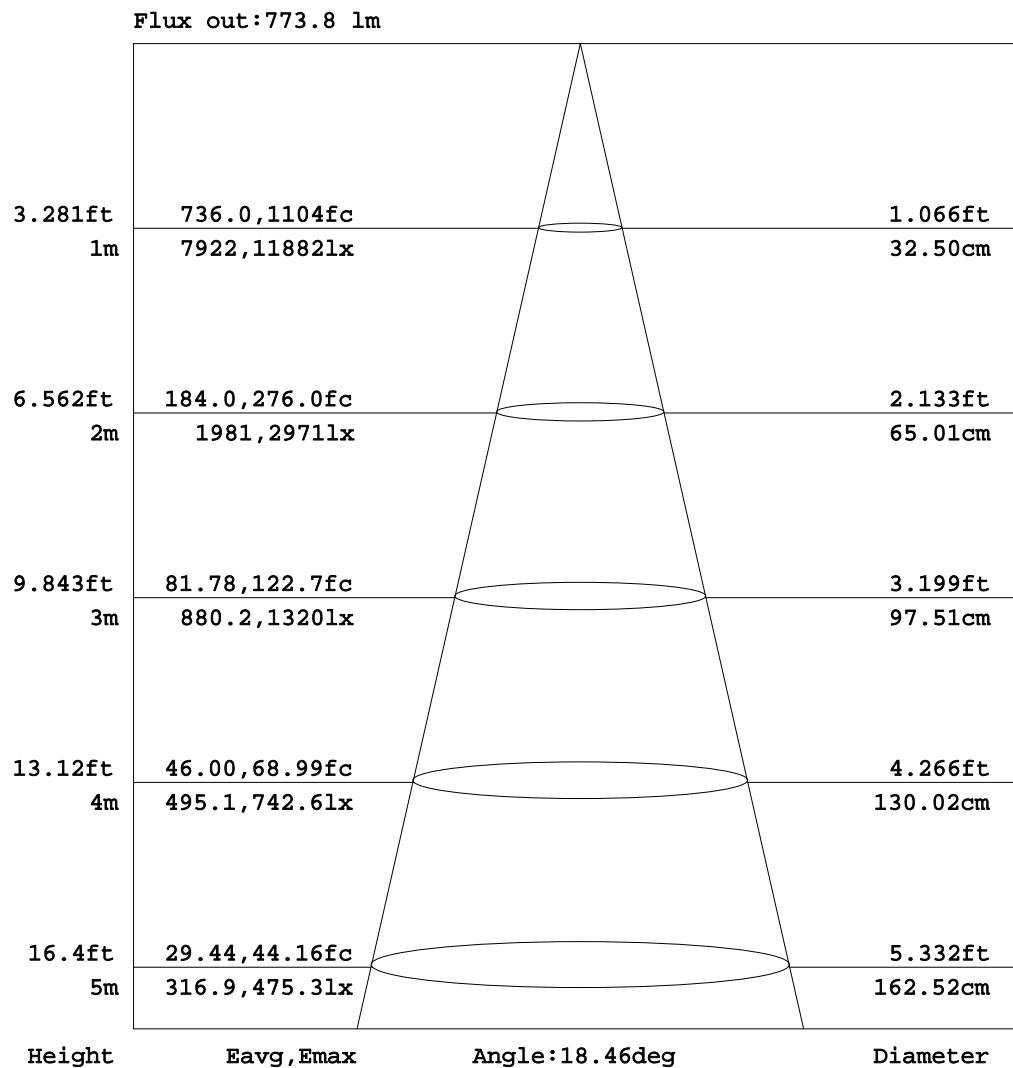 Flux out:773.8 lm
3.281ft 736.0,1104fc 1.066ft
1m 7922,11882lx 32.50cm
6.562ft 184.0,276.0fc 2.133ft
2m 1981,2971lx 65.01cm
9.843ft 81.78,122.7fc 3.199ft
3m 880.2,1320lx 97.51cm
13.12ft 46.00,68.99fc 4.266ft
4m 495.1,742.6lx 130.02cm
16.4ft 29.44,44.16fc 5.332ft
5m 316.9,475.3lx 162.52cm
Height Eavg,Emax Angle:18.46deg Diameter